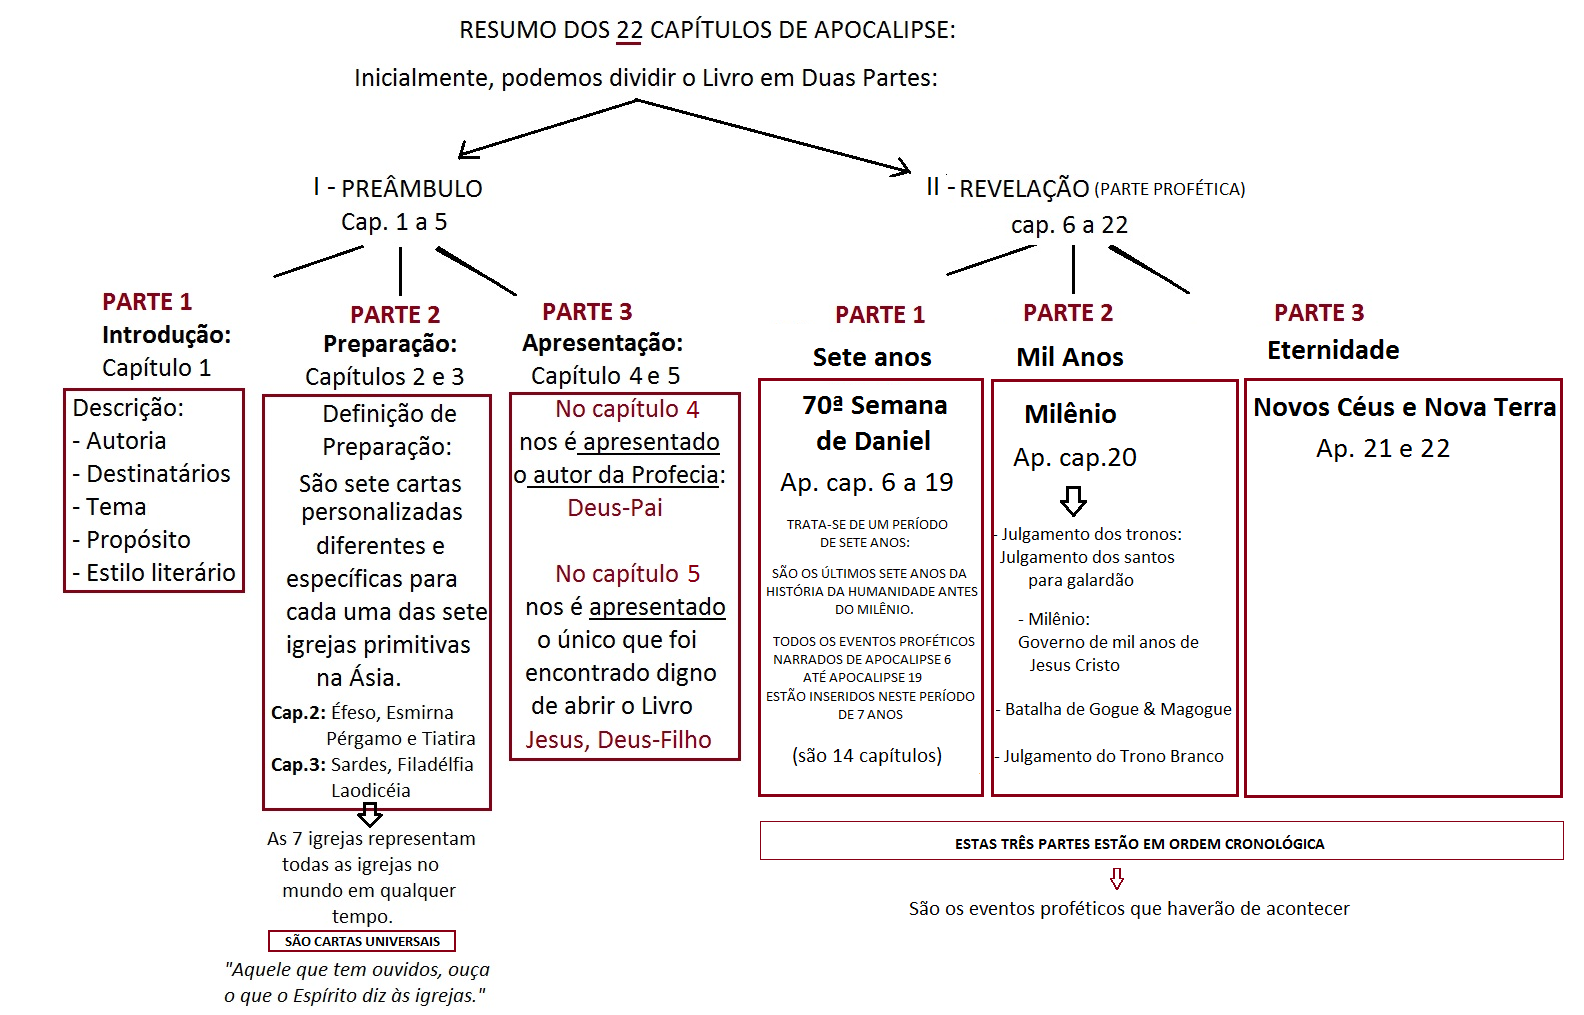 RESUMO DOS 22 CAPÍTULOS DE APOCALIPSE:
Inicialmente, podemos dividir o Livro em Duas Partes:
I - PREÂMBULO
Cap. 1 a 5
II - REVELAÇÃO (PARTE PROFÉTICA)
cap. 6 a 22
PARTE 1
Introdução:
Capítulo 1
Descrição:
- Autoria
- Destinatários
- Tema
- Propósito
- Estilo literário
PARTE 2
Preparação:
Capítulos 2 e 3
Definição de
Preparação:
São sete cartas
personalizadas
diferentes e
específicas para
cada uma das sete
igrejas primitivas
na Ásia.
Cap.2: Éfeso, Esmirna
Pérgamo e Tiatira
Cap.3: Sardes, Filadélfia
Laodicéia
As 7 igrejas representam
todas as igrejas no
mundo em qualquer
tempo.
SÃO CARTAS UNIVERSAIS
"Aquele que tem ouvidos, ouça
o que o Espírito diz às igrejas."
PARTE 3
Apresentação:
Capítulo 4 e 5
No capítulo 4
nos é apresentado
o autor da Profecia:
Deus-Pai
No capítulo 5
nos é apresentado
o único que foi
encontrado digno
de abrir o Livro
Jesus, Deus-Filho
PARTE 1
Sete anos
70ª Semana
de Daniel
Ap. cap. 6 a 19
TRATA-SE DE UM PERÍODO
DE SETE ANOS:
SÃO OS ÚLTIMOS SETE ANOS DA
HISTÓRIA DA HUMANIDADE ANTES
DO MILÊNIO.
TODOS OS EVENTOS PROFÉTICOS
NARRADOS DE APOCALIPSE 6
ATÉ APOCALIPSE 19
ESTÃO INSERIDOS NESTE PERÍODO
DE 7 ANOS
(são 14 capítulos)
PARTE 2
Mil Anos
Milênio
Ap. cap.20
- Julgamento dos tronos:
Julgamento dos santos
para galardão
- Milênio:
Governo de mil anos de
Jesus Cristo
- Batalha de Gogue & Magogue
- Julgamento do Trono Branco
PARTE 3
Eternidade
Novos Céus e Nova Terra
Ap. 21 e 22
ESTAS TRÊS PARTES ESTÃO EM ORDEM CRONOLÓGICA
São os eventos proféticos que haverão de acontecer